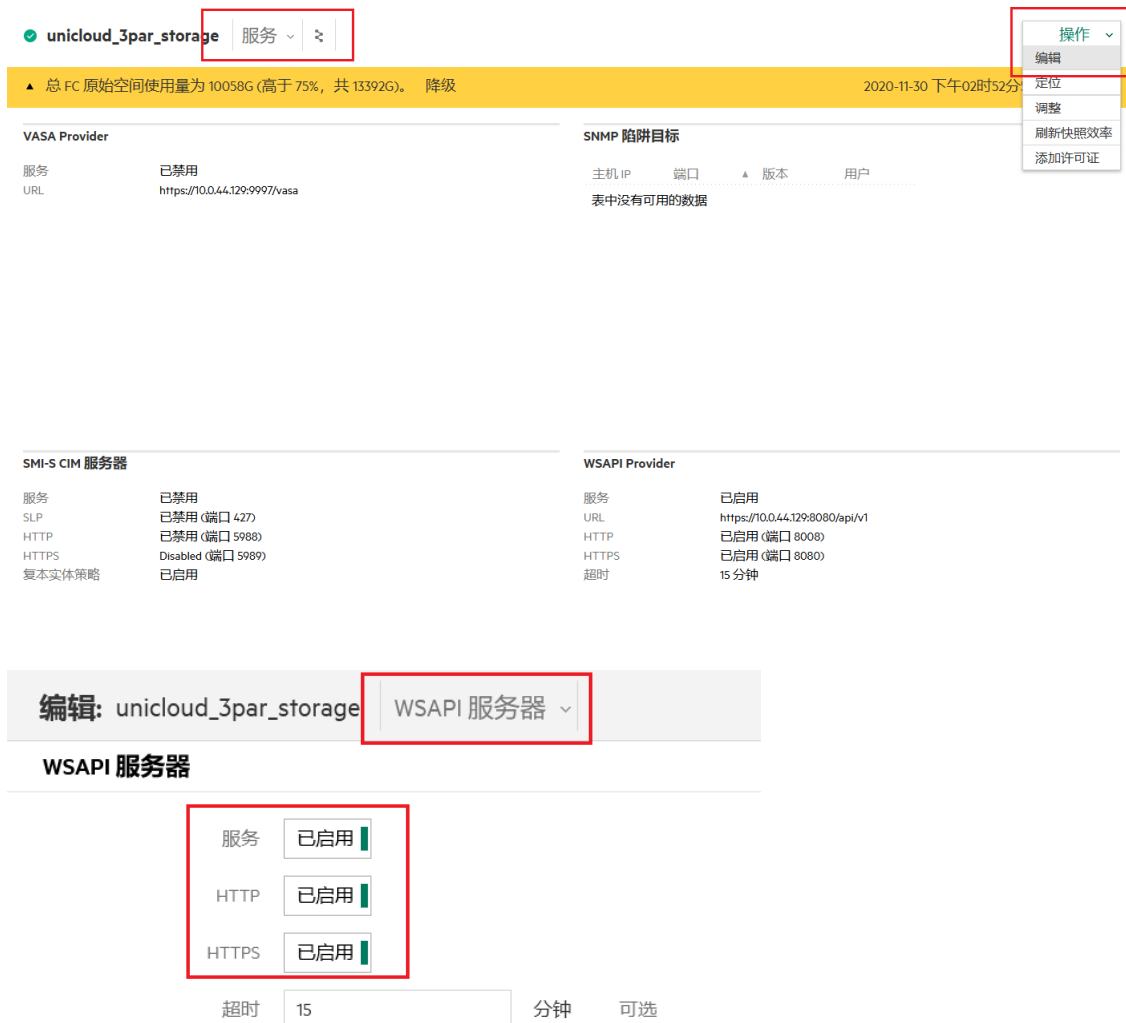 unicloud_3par_storage 服务
操作
编辑
总 FC 原始空间使用量为 10058G (高于 75%，共 13392G)。 降级 2020-11-30 下午02时52分
定位
调整
刷新快照效率
添加许可证
VASA Provider
服务 已禁用
URL https://10.0.44.129:9997/vasa
SNMP 陷阱目标
主机 IP 端口 版本 用户
表中没有可用的数据
SMI-S CIM 服务器
服务 已禁用
SLP 已禁用 (端口 427)
HTTP 已禁用 (端口 5988)
HTTPS Disabled (端口 5989)
复本实体策略 已启用
WSAPI Provider
服务 已启用
URL https://10.0.44.129:8080/api/v1
HTTP 已启用 (端口 8008)
HTTPS 已启用 (端口 8080)
超时 15 分钟
编辑: unicloud_3par_storage WSAPI 服务器
WSAPI 服务器
服务 已启用
HTTP 已启用
HTTPS 已启用
超时 15 分钟 可选